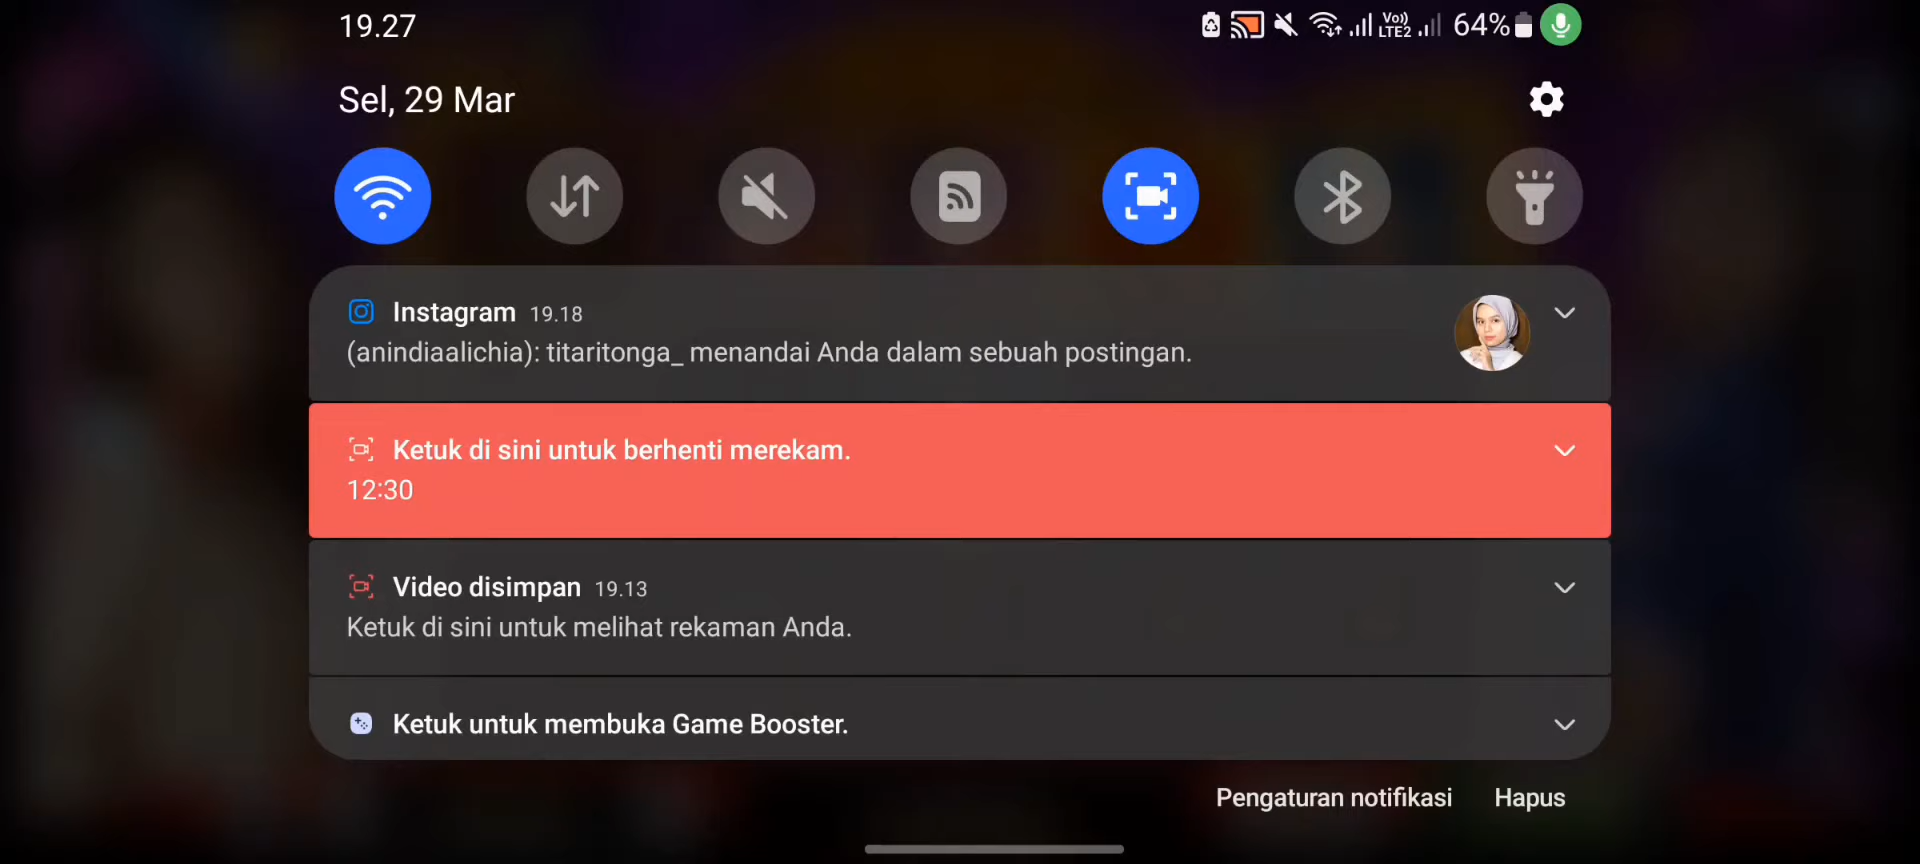 19.27
Vo)) LTE2 64%
Sel, 29 Mar
Instagram 19.18
(anindiaalichia): titaritonga_ menandai Anda dalam sebuah postingan.
Ketuk di sini untuk berhenti merekam.
12:30
Video disimpan 19.13
Ketuk di sini untuk melihat rekaman Anda.
Ketuk untuk membuka Game Booster.
Pengaturan notifikasi Hapus